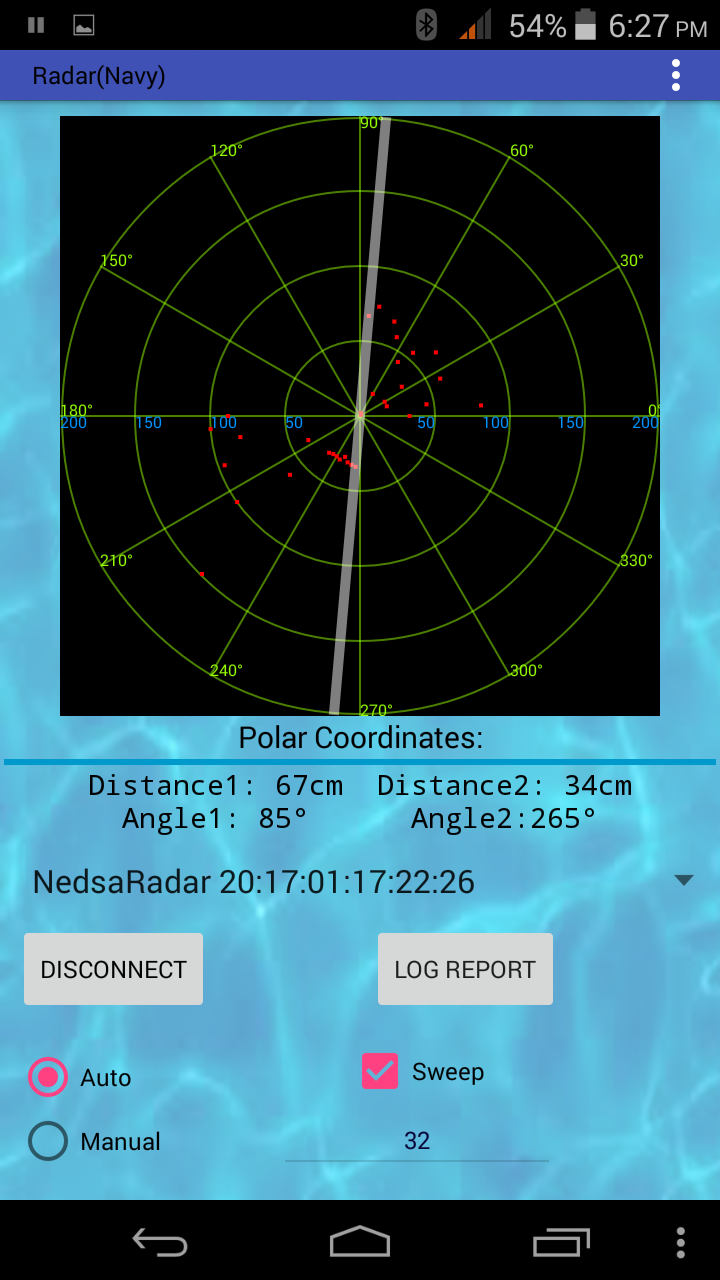 54% 6:27 PM
Radar(Navy)
90°
120° 60°
150° 30°
180° 0°
200 150 100 50 50 100 150 200
210° 330°
240° 300°
270°
Polar Coordinates:
Distance1: 67cm Distance2: 34cm
Angle1: 85° Angle2:265°
NedsaRadar 20:17:01:17:22:26
DISCONNECT LOG REPORT
Auto Sweep
Manual 32